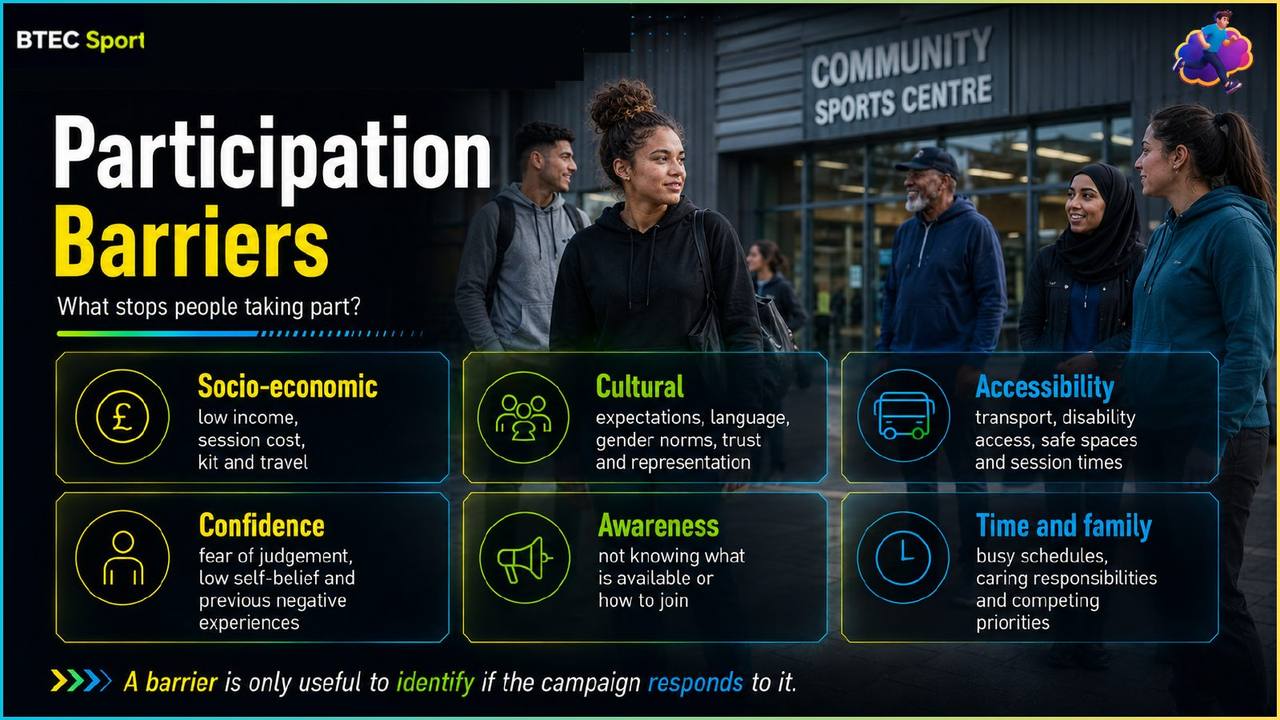 BTEC Sport
COMMUNITY
SPORTS CENTRE
Participation
Barriers
What stops people taking part?
Socio-economic
low income,
session cost,
kit and travel
Cultural
expectations, language,
gender norms, trust
and representation
Accessibility
transport, disability
access, safe spaces
and session times
Confidence
fear of judgement,
low self-belief and
previous negative
experiences
Awareness
not knowing what
is available or
how to join
Time and family
busy schedules,
caring responsibilities
and competing
priorities
A barrier is only useful to identify if the campaign responds to it.